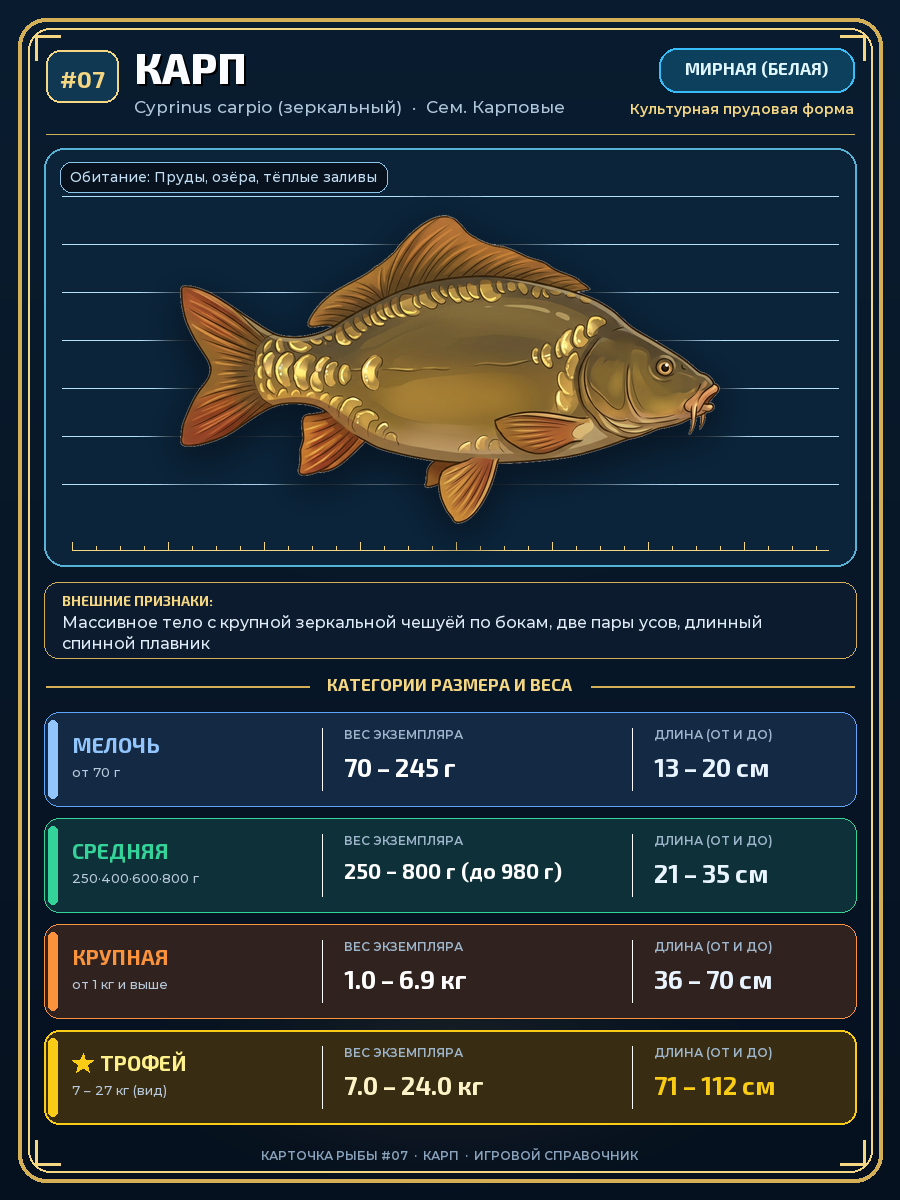 #07
КАРП
МИРНАЯ (БЕЛАЯ)
Cyprinus carpio (зеркальный) · Сем. Карповые
Культурная прудовая форма
Обитание: Пруды, озёра, тёплые заливы
ВНЕШНИЕ ПРИЗНАКИ:
Массивное тело с крупной зеркальной чешуёй по бокам, две пары усов, длинный
спинной плавник
КАТЕГОРИИ РАЗМЕРА И ВЕСА
МЕЛОЧЬ
от 70 г
ВЕС ЭКЗЕМПЛЯРА
70 – 245 г
ДЛИНА (ОТ И ДО)
13 – 20 см
СРЕДНЯЯ
250·400·600·800 г
ВЕС ЭКЗЕМПЛЯРА
250 – 800 г (до 980 г)
ДЛИНА (ОТ И ДО)
21 – 35 см
КРУПНАЯ
от 1 кг и выше
ВЕС ЭКЗЕМПЛЯРА
1.0 – 6.9 кг
ДЛИНА (ОТ И ДО)
36 – 70 см
★ ТРОФЕЙ
7 – 27 кг (вид)
ВЕС ЭКЗЕМПЛЯРА
7.0 – 24.0 кг
ДЛИНА (ОТ И ДО)
71 – 112 см
КАРТОЧКА РЫБЫ #07 · КАРП · ИГРОВОЙ СПРАВОЧНИК